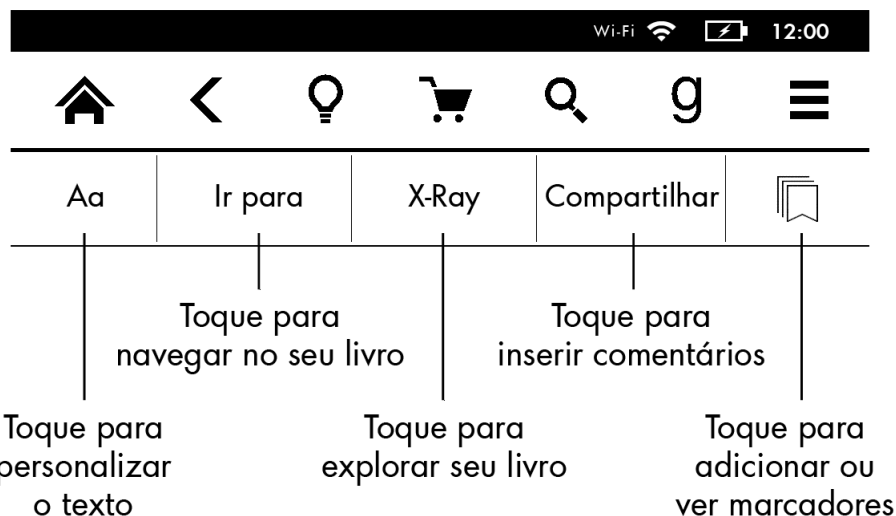 Wi-Fi 12:00
g
Aa Ir para X-Ray Compartilhar
Toque para
navegar no seu livro
Toque para
inserir comentários
Toque para
personalizar
o texto
Toque para
explorar seu livro
Toque para
adicionar ou
ver marcadores